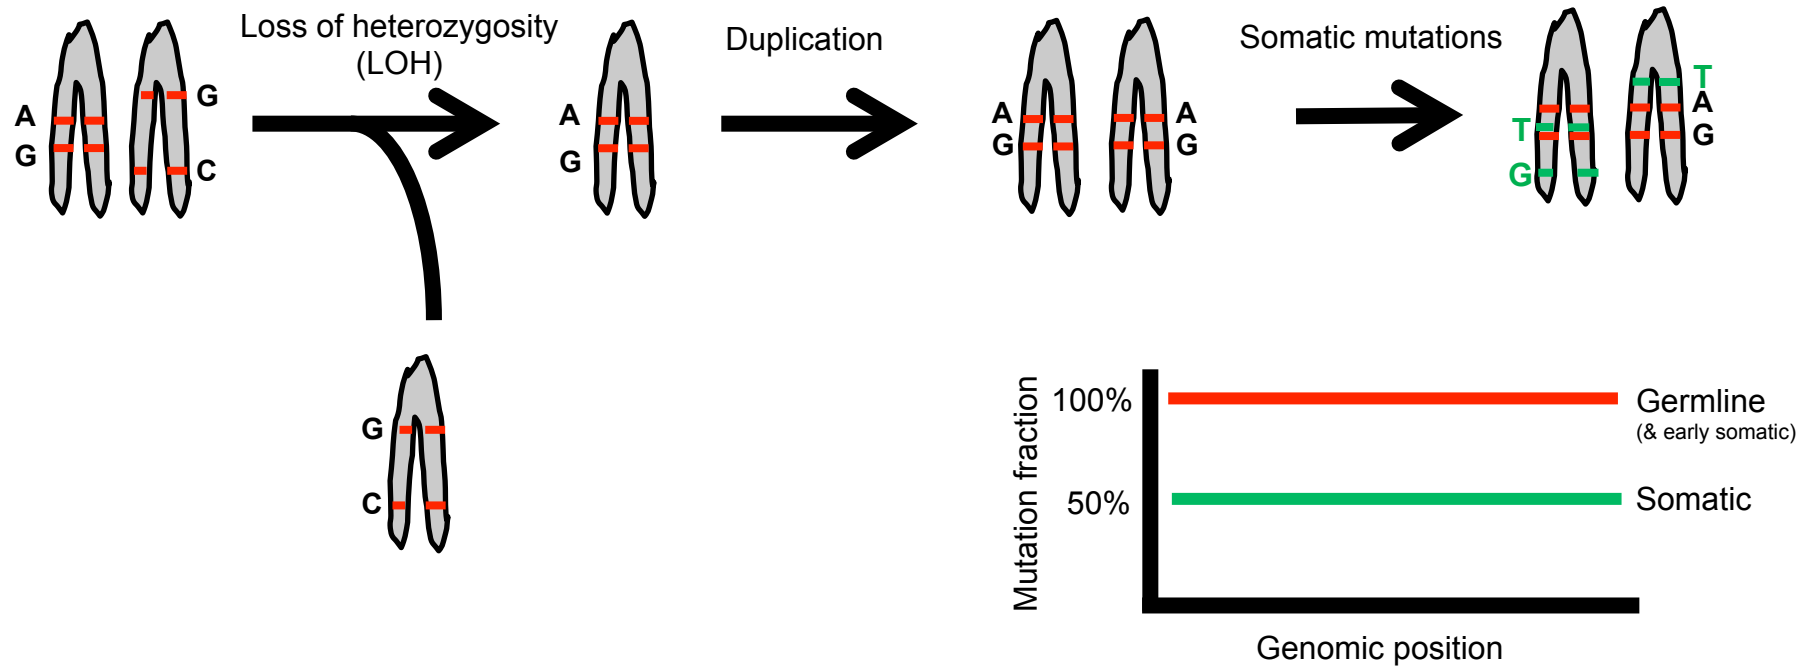 Loss of heterozygosity
(LOH)
Duplication
Somatic mutations
A
G
G
C
A
G
A
G
A
G
T
G
T
A
G
G
C
Mutation fraction
100%
50%
Germline
(& early somatic)
Somatic
Genomic position